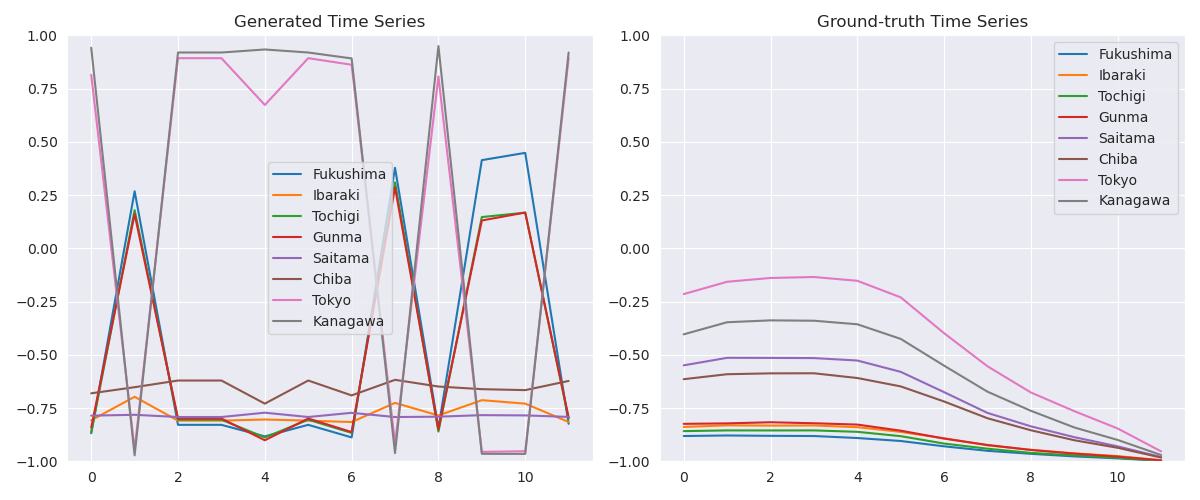 Generated Time Series
1.00
0.75
0.50
0.25
0.00
−0.25
−0.50
−0.75
−1.00
Fukushima
Ibaraki
Tochigi
Gunma
Saitama
Chiba
Tokyo
Kanagawa
0 2 4 6 8 10
Ground-truth Time Series
1.00
0.75
0.50
0.25
0.00
−0.25
−0.50
−0.75
−1.00
Fukushima
Ibaraki
Tochigi
Gunma
Saitama
Chiba
Tokyo
Kanagawa
0 2 4 6 8 10